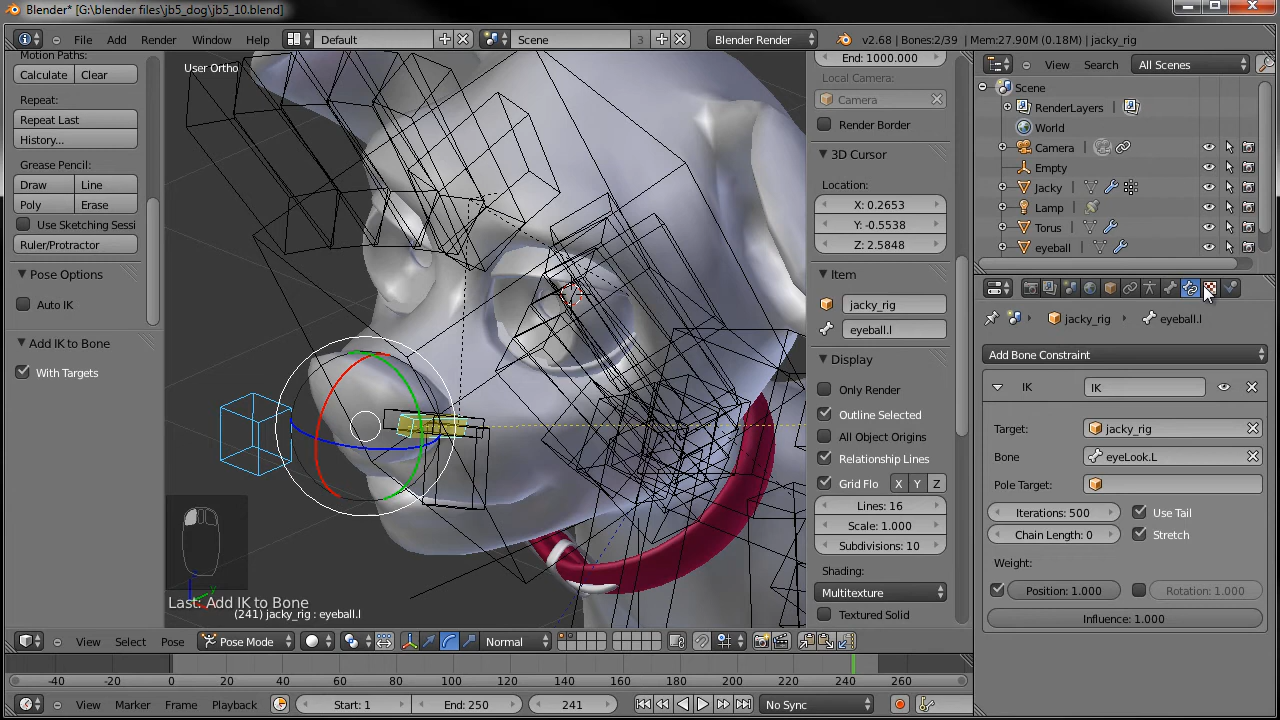 Blender* [G:\blender files\jb5_dog\jb5_10.blend]
File Add Render Window Help Default Scene 3 Blender Render v2.68 | Bones:2/39 | Mem:27.90M (0.18M) | jacky_rig
Motion Paths:
Calculate Clear
Repeat:
Repeat Last
History...
Grease Pencil:
Draw Line
Poly Erase
Use Sketching Sessi
Ruler/Protractor
Pose Options
Auto IK
Add IK to Bone
With Targets
User Ortho
Last: Add IK to Bone
(241) jacky_rig : eyeball.l
End: 1000.000
Local Camera:
Camera
Render Border
3D Cursor
Location:
X: 0.2653
Y: -0.5538
Z: 2.5848
Item
jacky_rig
eyeball.l
Display
Only Render
Outline Selected
All Object Origins
Relationship Lines
Grid Flo X Y Z
Lines: 16
Scale: 1.000
Subdivisions: 10
Shading:
Multitexture
Textured Solid
View Search All Scenes
Scene
RenderLayers
World
Camera
Empty
Jacky
Lamp
Torus
eyeball
jacky_rig eyeball.l
Add Bone Constraint
IK IK
Target: jacky_rig
Bone: eyeLook.L
Pole Target:
Iterations: 500 Use Tail
Chain Length: 0 Stretch
Weight:
Position: 1.000 Rotation: 1.000
Influence: 1.000
View Select Pose Pose Mode Normal
-40 -20 0 20 40 60 80 100 120 140 160 180 200 220 240 260
View Marker Frame Playback Start: 1 End: 250 241 No Sync